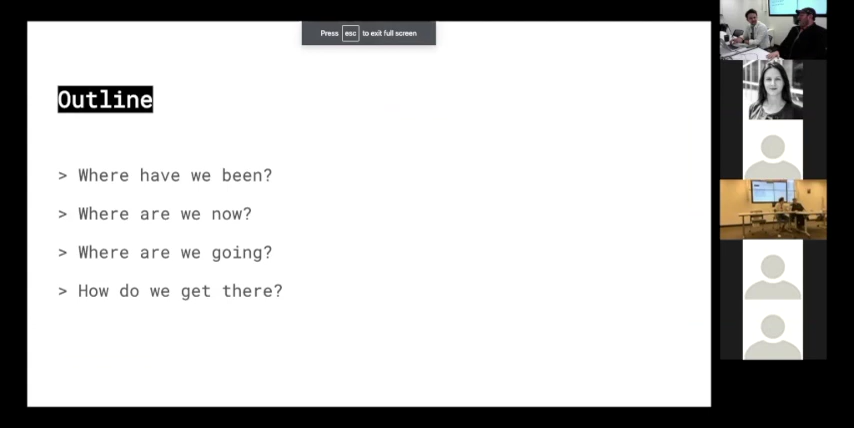 Press esc to exit full screen
Outline
> Where have we been?
> Where are we now?
> Where are we going?
> How do we get there?